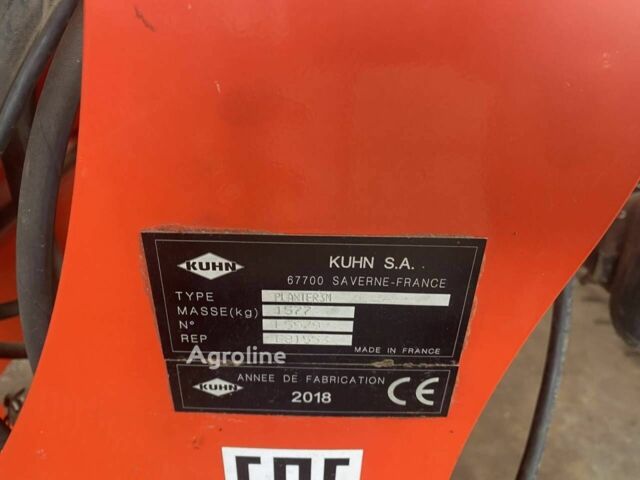 KUHN
KUHN S.A.
67700 SAVERNE-FRANCE
TYPE PLANTER3M
MASSE(kg) 1577
N°
REP
MADE IN FRANCE
Agroline
KUHN
ANNEE DE FABRICATION
2018
CE
EAC